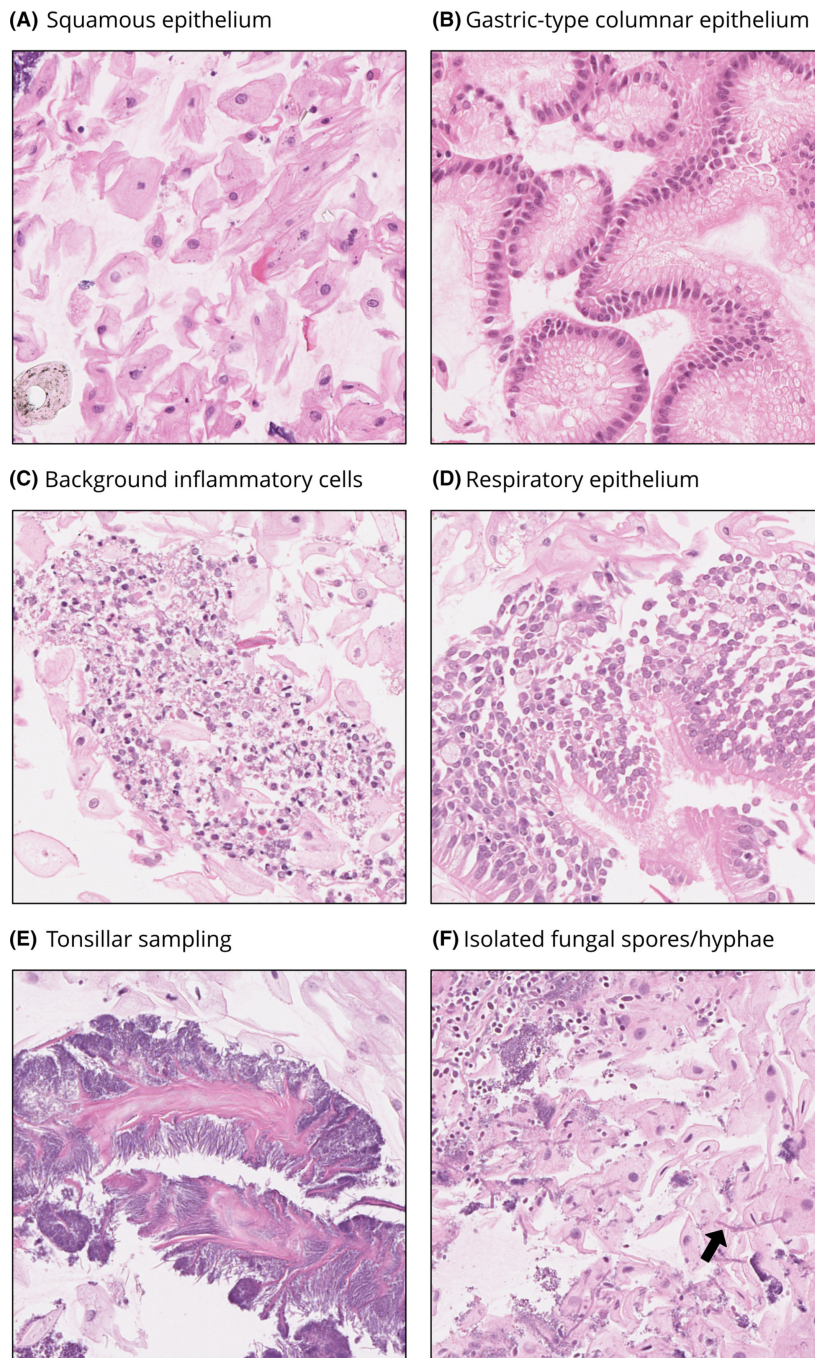 (A) Squamous epithelium
(B) Gastric-type columnar epithelium
(C) Background inflammatory cells
(D) Respiratory epithelium
(E) Tonsillar sampling
(F) Isolated fungal spores/hyphae